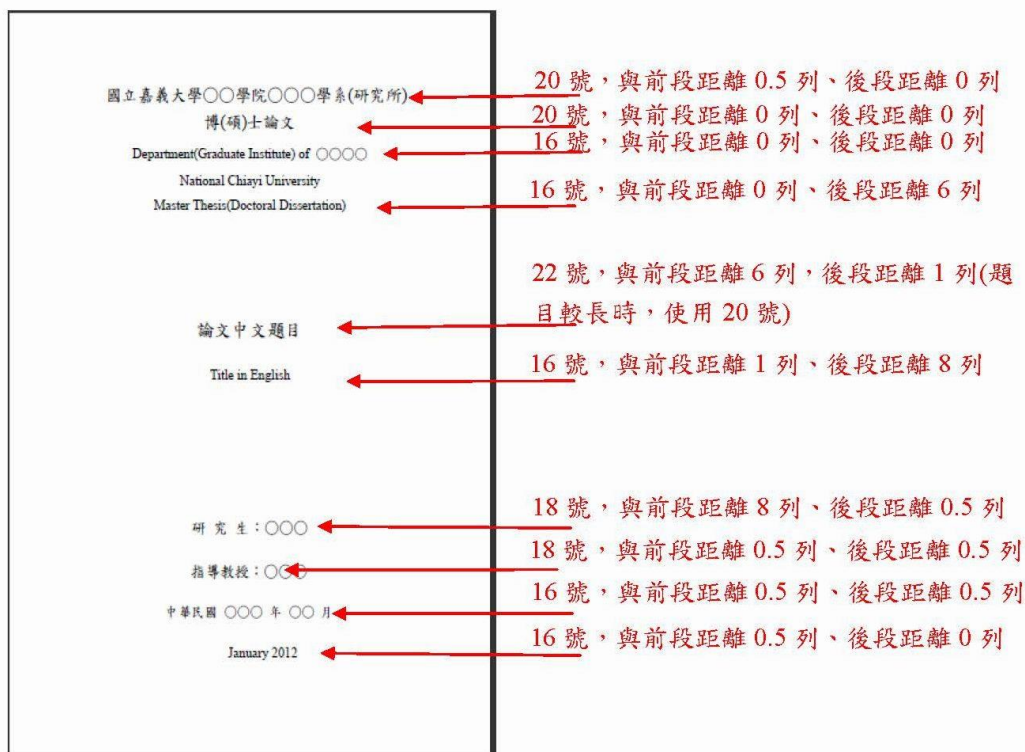 國立嘉義大學○○學院○○○學系(研究所)
博(碩)士論文
Department(Graduate Institute) of ○○○○
National Chiayi University
Master Thesis(Doctoral Dissertation)
論文中文題目
Title in English
研 究 生：○○○
指導教授：○○○
中華民國 ○○○ 年 ○○ 月
January 2012
20 號，與前段距離 0.5 列、後段距離 0 列
20 號，與前段距離 0 列、後段距離 0 列
16 號，與前段距離 0 列、後段距離 0 列
16 號，與前段距離 0 列、後段距離 6 列
22 號，與前段距離 6 列，後段距離 1 列(題
目較長時，使用 20 號)
16 號，與前段距離 1 列、後段距離 8 列
18 號，與前段距離 8 列、後段距離 0.5 列
18 號，與前段距離 0.5 列、後段距離 0.5 列
16 號，與前段距離 0.5 列、後段距離 0.5 列
16 號，與前段距離 0.5 列、後段距離 0 列